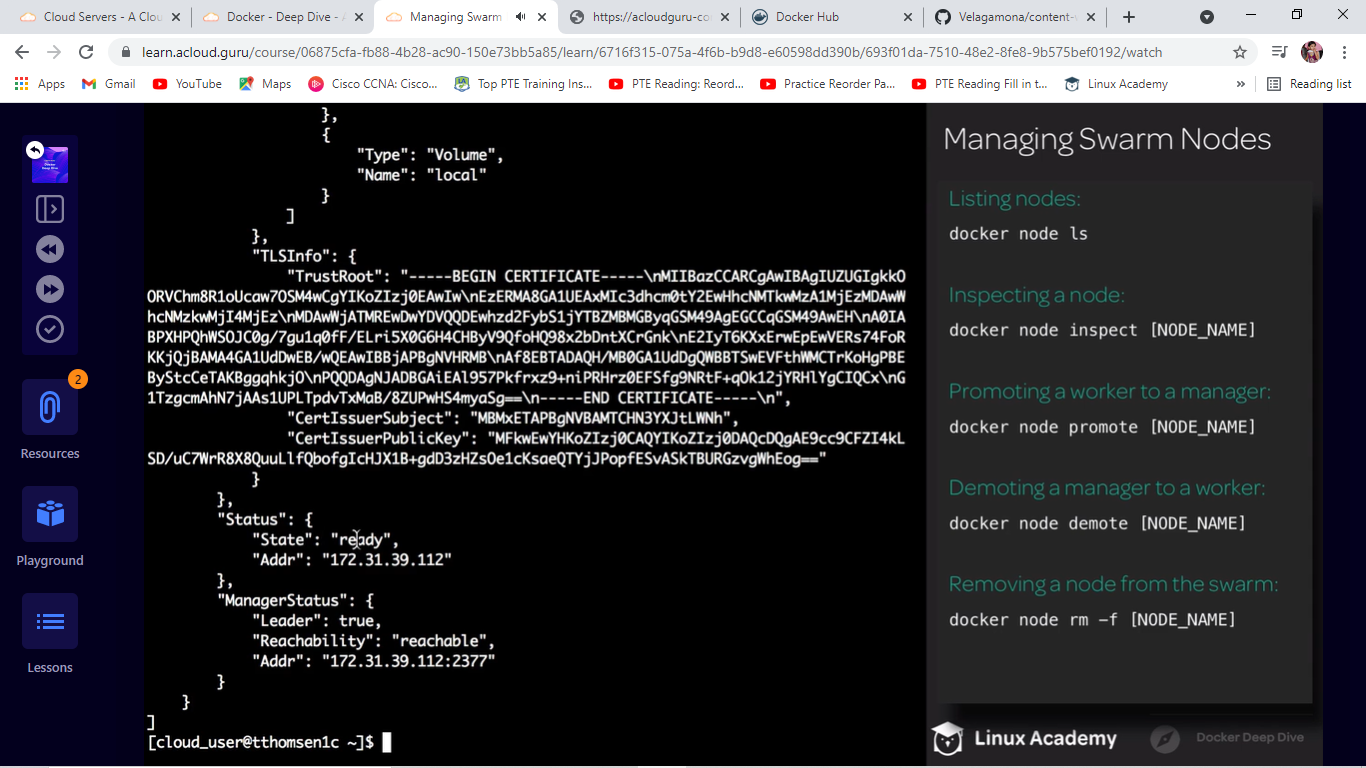 Cloud Servers - A Clou
Docker - Deep Dive - A
Managing Swarm
https://acloudguru-co
Docker Hub
Velagamona/content-
learn.acloud.guru/course/06875cfa-fb88-4b28-ac90-150e73bb5a85/learn/6716f315-075a-4f6b-b9d8-e60598dd390b/693f01da-7510-48e2-8fe8-9b575bef0192/watch
Apps
Gmail
YouTube
Maps
Cisco CCNA: Cisco...
Top PTE Training Ins...
PTE Reading: Reord...
Practice Reorder Pa...
PTE Reading Fill in t...
Linux Academy
»
Reading list
2
Resources
Playground
Lessons
},
{
"Type": "Volume",
"Name": "local"
}
]
},
"TLSInfo": {
"TrustRoot": "-----BEGIN CERTIFICATE-----\nMIIBazCCARCgAwIBAgIUZUGIgkkO
ORVChm8R1oUcaw7OSM4wCgYIKoZIzj0EAwIw\nEzERMA8GA1UEAxMIc3dhcm0tY2EwHhcNMTkwMzA1MjEzMDAwW
hcNMzkwMjI4MjEz\nMDAwWjATMREwDwYDVQQDEwhzd2FybS1jYTBZMBMGByqGSM49AgEGCCqGSM49AwEH\nA0IA
BPXHPQhWSOJC0g/7gu1q0fF/ELri5X0G6H4CHByV9QfoHQ98x2bDntXCrGnk\nE2IyT6KXxErwEpEwVERs74FoR
KKjQjBAMA4GA1UdDwEB/wQEAwIBBjAPBgNVHRMB\nAf8EBTADAQH/MB0GA1UdDgQWBBTSwEVFthWMCTrKoHgPBE
ByStcCeTAKBggqhkjO\nPQQDAgNJADBGAiEAl957Pkfrxz9+niPRHrz0EFSfg9NRtF+qOk12jYRHlYgCIQCx\nG
1TzgcmAhN7jAAs1UPLTpdvTxMaB/8ZUPwHS4myaSg==\n-----END CERTIFICATE-----\n",
"CertIssuerSubject": "MBMxETAPBgNVBAMTCHN3YXJtLWNh",
"CertIssuerPublicKey": "MFkwEwYHKoZIzj0CAQYIKoZIzj0DAQcDQgAE9cc9CFZI4kL
SD/uC7WrR8X8QuuLlfQbofgIcHJX1B+gdD3zHZsOe1cKsaeQTYjJPopfESvASkTBURGzvgWhEog=="
}
},
"Status": {
"State": "ready",
"Addr": "172.31.39.112"
},
"ManagerStatus": {
"Leader": true,
"Reachability": "reachable",
"Addr": "172.31.39.112:2377"
}
}
]
[cloud_user@tthomsen1c ~]$
Managing Swarm Nodes
Listing nodes:
docker node ls
Inspecting a node:
docker node inspect [NODE_NAME]
Promoting a worker to a manager:
docker node promote [NODE_NAME]
Demoting a manager to a worker:
docker node demote [NODE_NAME]
Removing a node from the swarm:
docker node rm -f [NODE_NAME]
Linux Academy
Docker Deep Dive